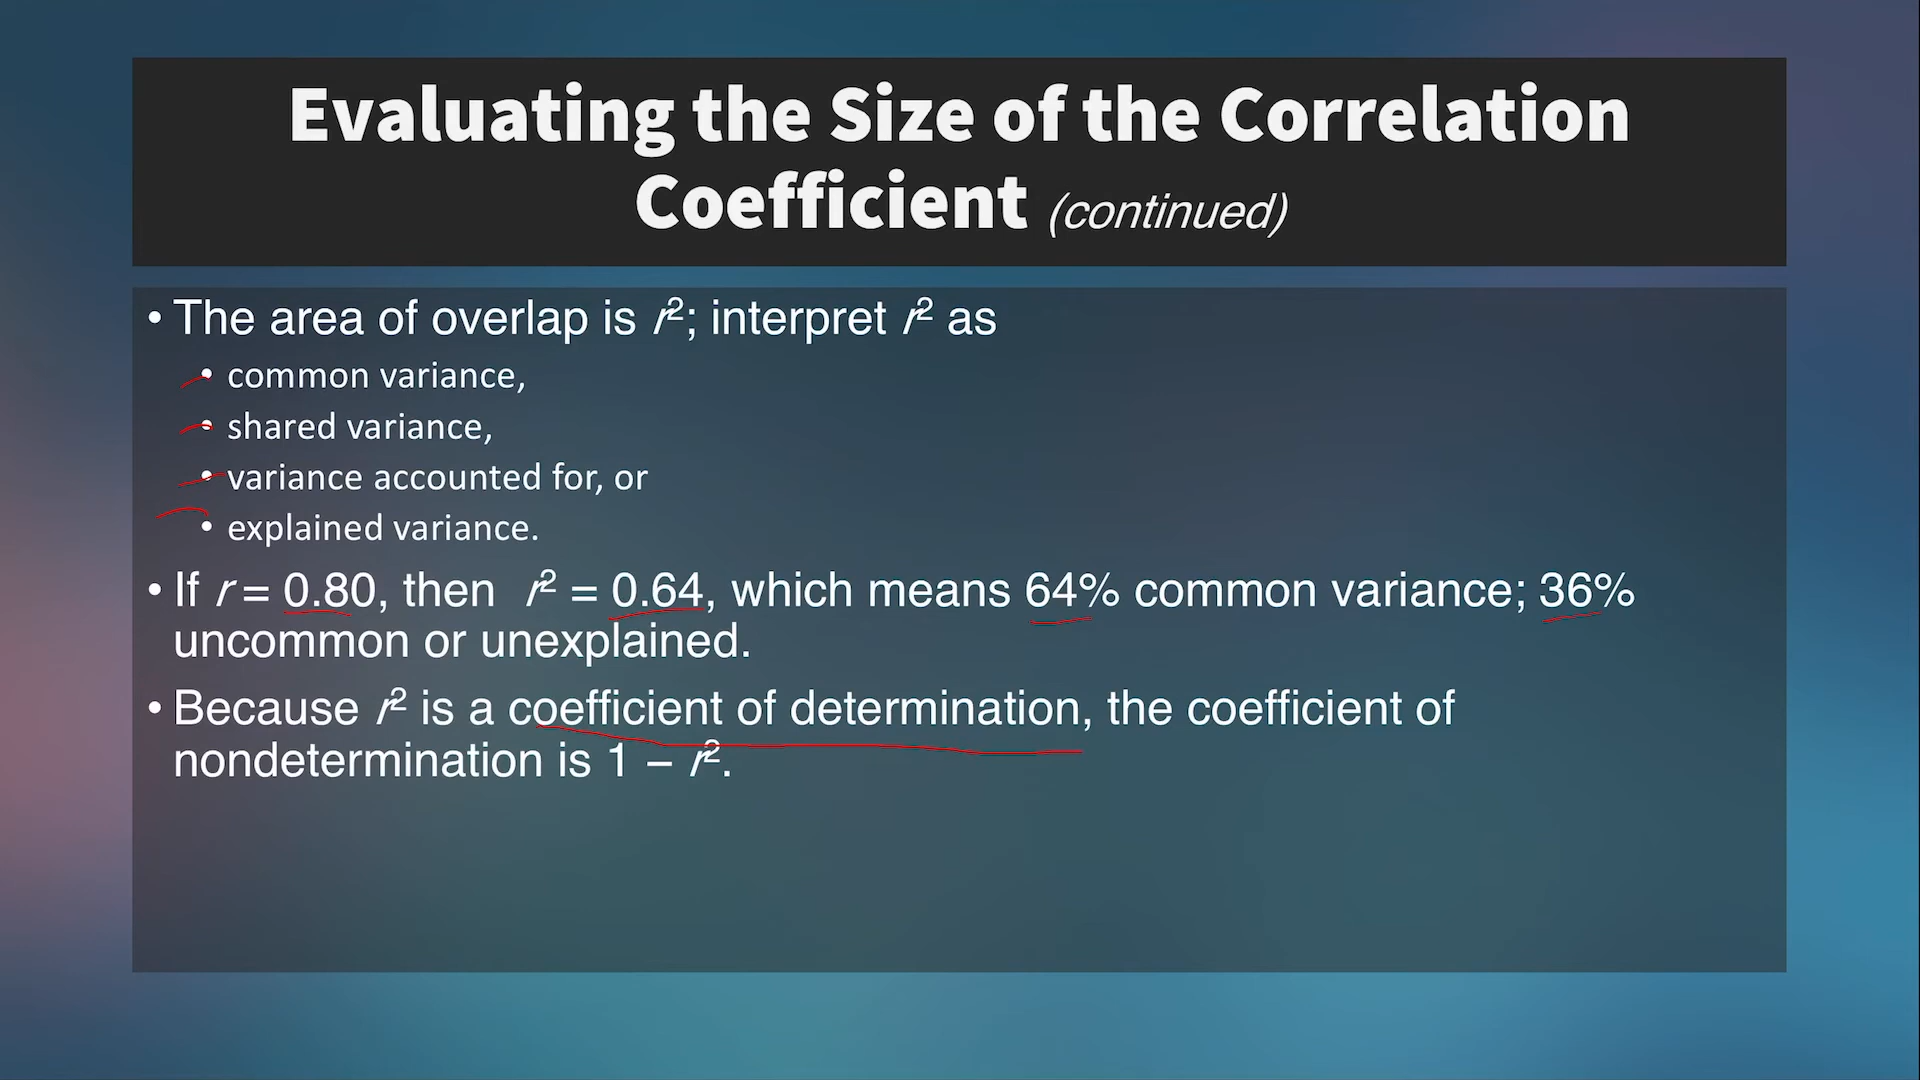 Evaluating the Size of the Correlation
Coefficient (continued)
• The area of overlap is r²; interpret r² as
• common variance,
• shared variance,
• variance accounted for, or
• explained variance.
• If r = 0.80, then r² = 0.64, which means 64% common variance; 36%
uncommon or unexplained.
• Because r² is a coefficient of determination, the coefficient of
nondetermination is 1 – r².